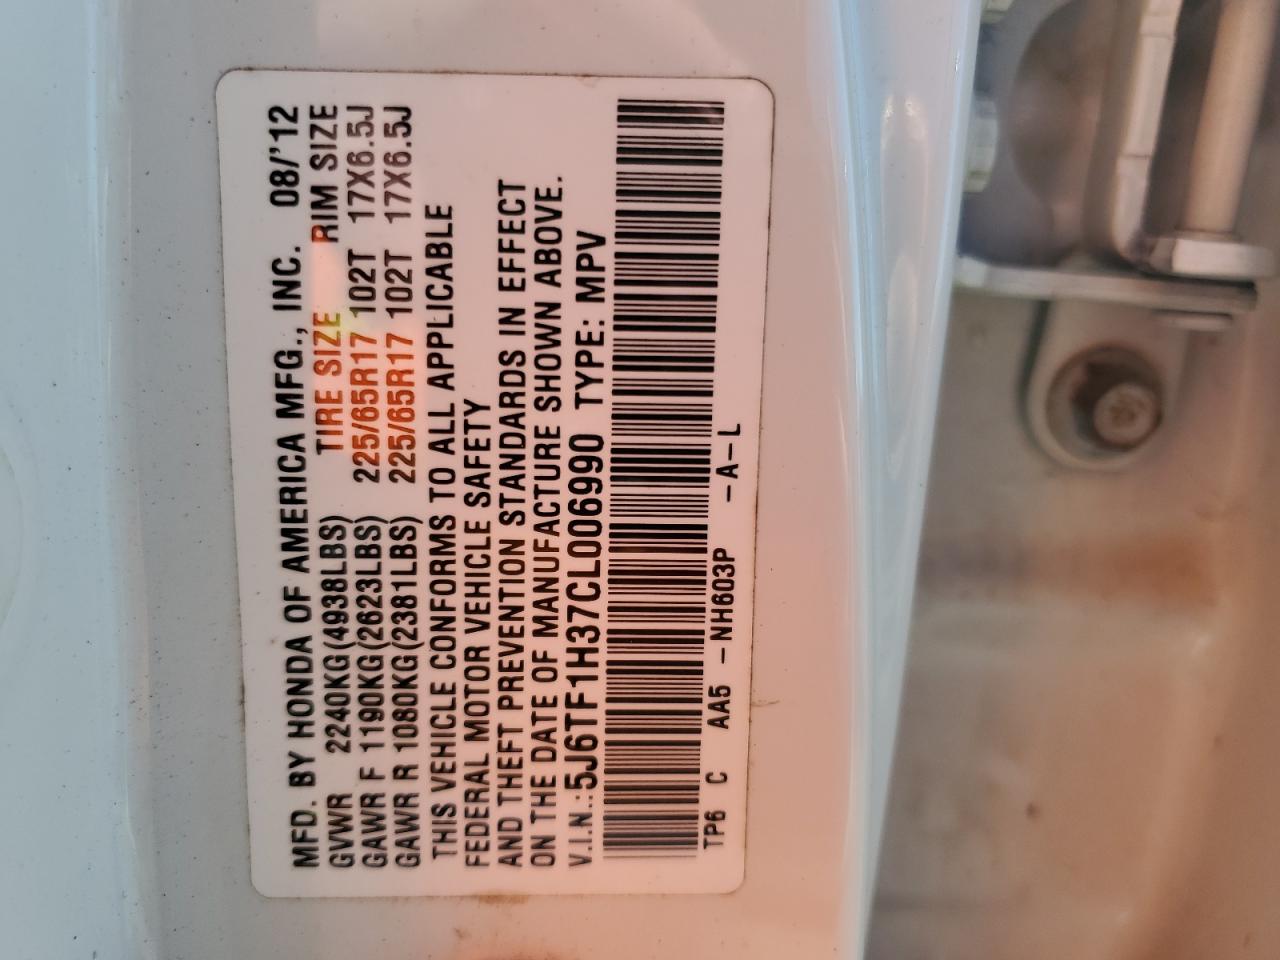 MFD. BY HONDA OF AMERICA MFG., INC. 08/'12
GVWR 2240KG(4938LBS) TIRE SIZE RIM SIZE
GAWR F 1190KG(2623LBS) 225/65R17 102T 17X6.5J
GAWR R 1080KG(2381LBS) 225/65R17 102T 17X6.5J
THIS VEHICLE CONFORMS TO ALL APPLICABLE
FEDERAL MOTOR VEHICLE SAFETY
AND THEFT PREVENTION STANDARDS IN EFFECT
ON THE DATE OF MANUFACTURE SHOWN ABOVE.
V.I.N.:5J6TF1H37CL006990 TYPE: MPV
TP6 C AA5 -NH603P -A-L